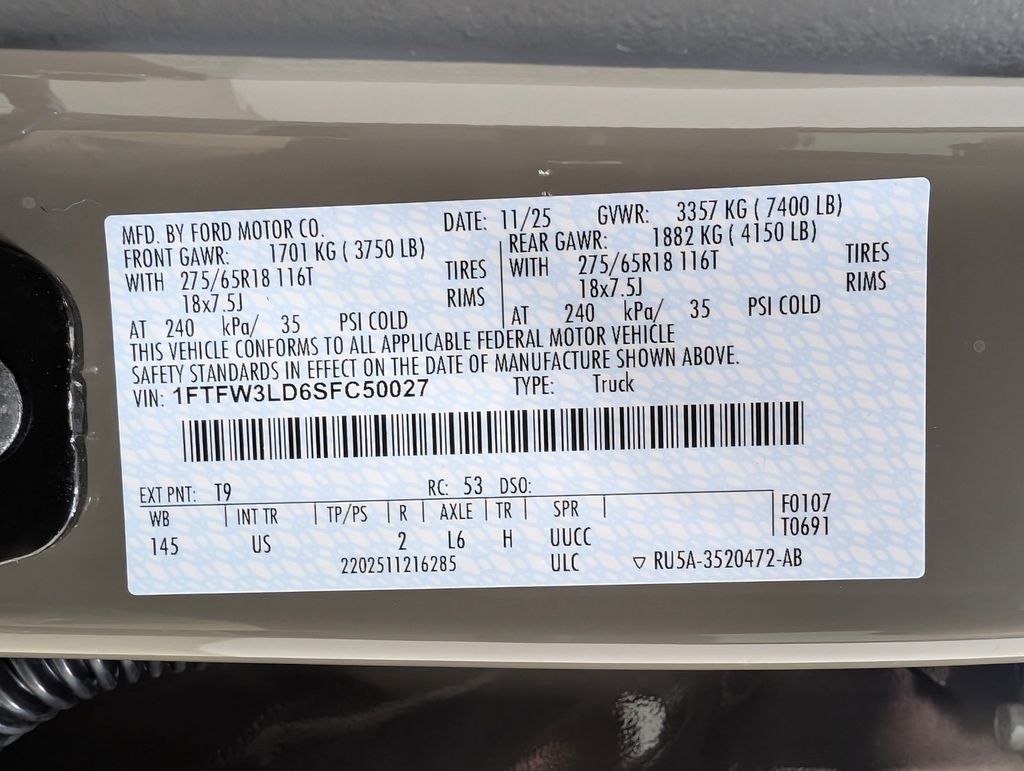 MFD. BY FORD MOTOR CO. DATE: 11/25 GVWR: 3357 KG ( 7400 LB)
FRONT GAWR: 1701 KG ( 3750 LB) REAR GAWR: 1882 KG ( 4150 LB)
WITH 275/65R18 116T TIRES WITH 275/65R18 116T TIRES
18x7.5J RIMS 18x7.5J RIMS
AT 240 kPa/ 35 PSI COLD AT 240 kPa/ 35 PSI COLD
THIS VEHICLE CONFORMS TO ALL APPLICABLE FEDERAL MOTOR VEHICLE
SAFETY STANDARDS IN EFFECT ON THE DATE OF MANUFACTURE SHOWN ABOVE.
VIN: 1FTFW3LD6SFC50027 TYPE: Truck
EXT PNT: T9 RC: 53 DSO:
WB INT TR TP/PS R AXLE TR SPR F0107
T0691
145 US 2 L6 H UUCC
2202511216285 ULC RU5A-3520472-AB